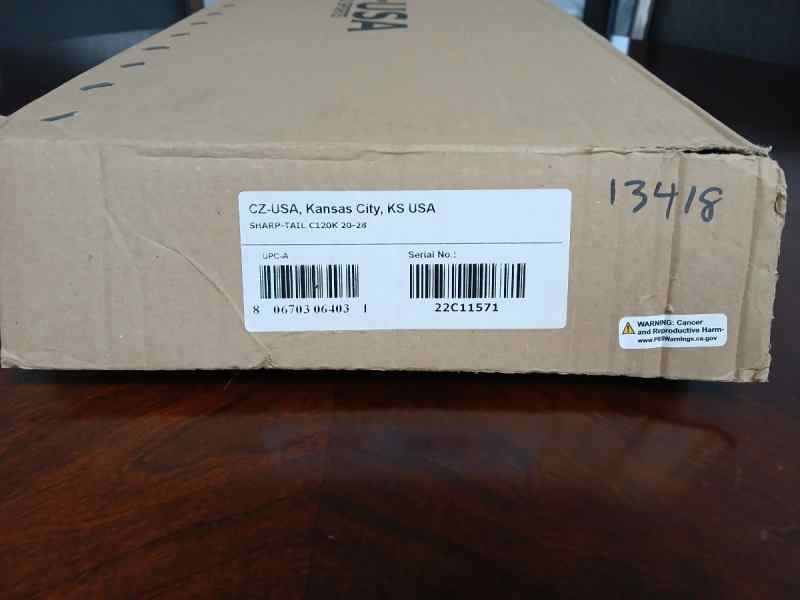 -USA
13418
CZ-USA, Kansas City, KS USA
SHARP-TAIL C120K 20-28
UPC-A
Serial No.:
8 06703 06403 1
22C11571
WARNING: Cancer
and Reproductive Harm-
www.P65Warnings.ca.gov